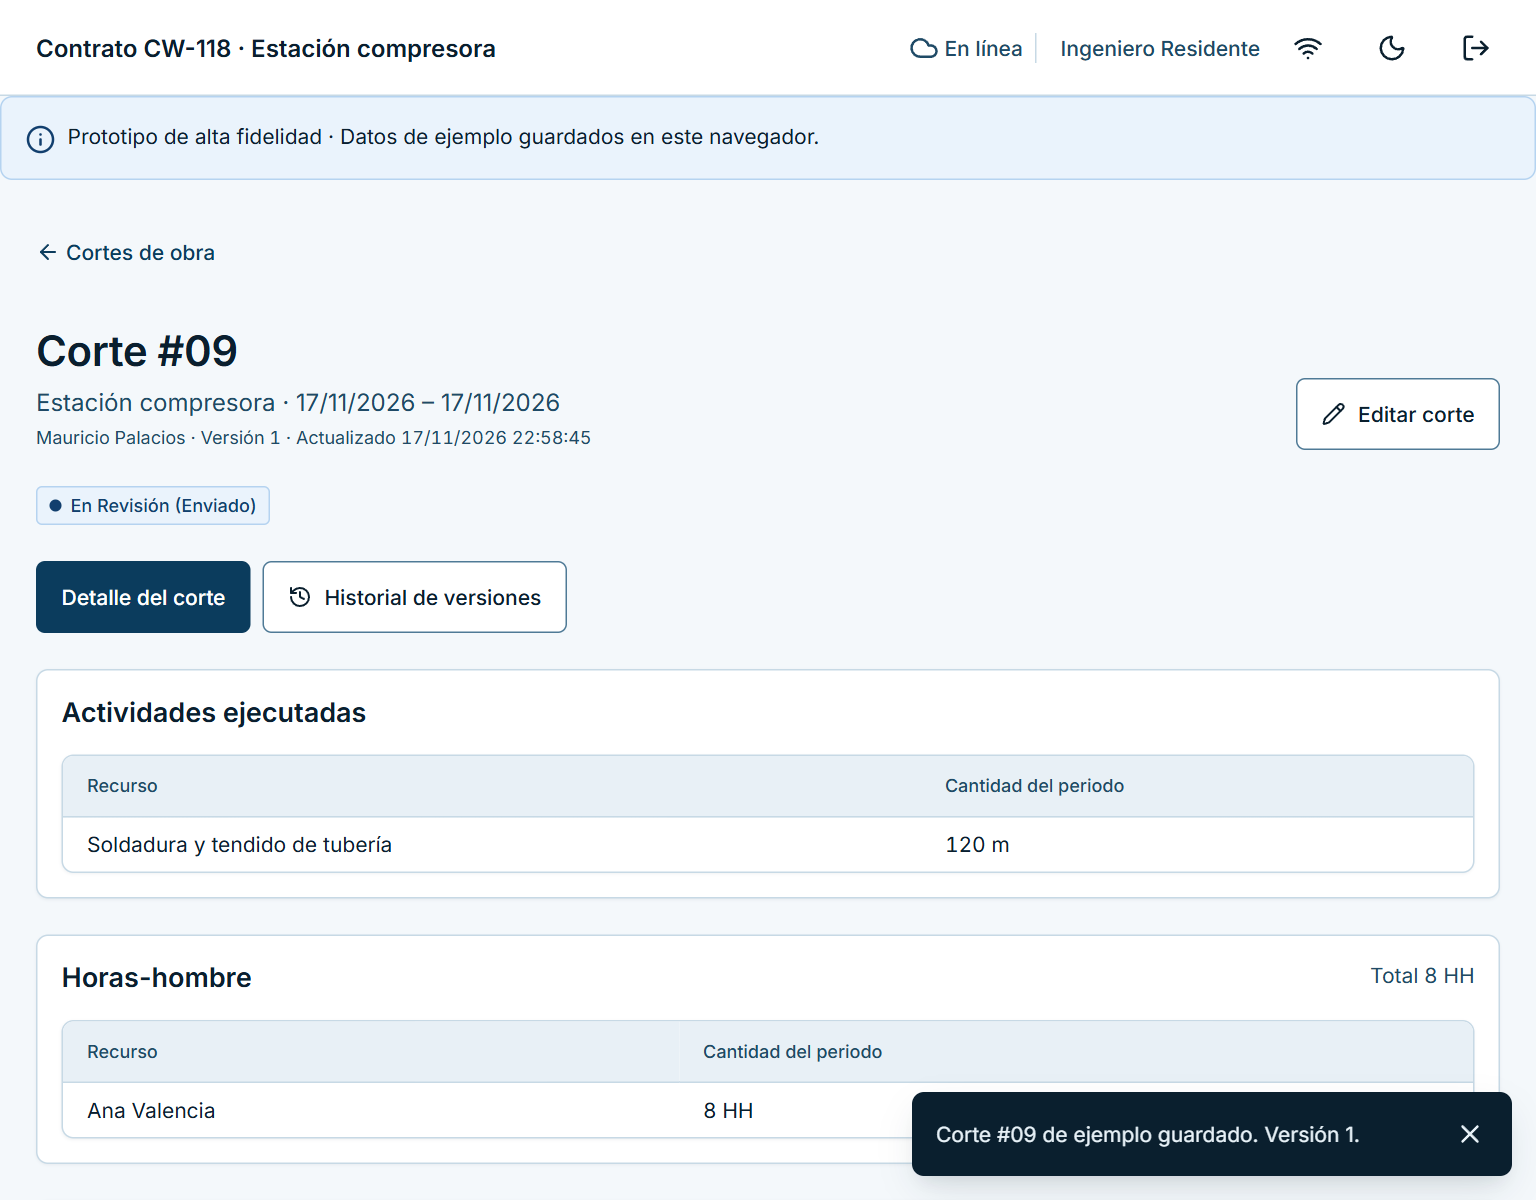 Contrato CW-118 · Estación compresora
En línea
Ingeniero Residente
Prototipo de alta fidelidad · Datos de ejemplo guardados en este navegador.
Cortes de obra
Corte #09
Estación compresora · 17/11/2026 – 17/11/2026
Mauricio Palacios · Versión 1 · Actualizado 17/11/2026 22:58:45
Editar corte
En Revisión (Enviado)
Detalle del corte
Historial de versiones
Actividades ejecutadas
Recurso
Cantidad del periodo
Soldadura y tendido de tubería
120 m
Horas-hombre
Total 8 HH
Recurso
Cantidad del periodo
Ana Valencia
8 HH
Corte #09 de ejemplo guardado. Versión 1.